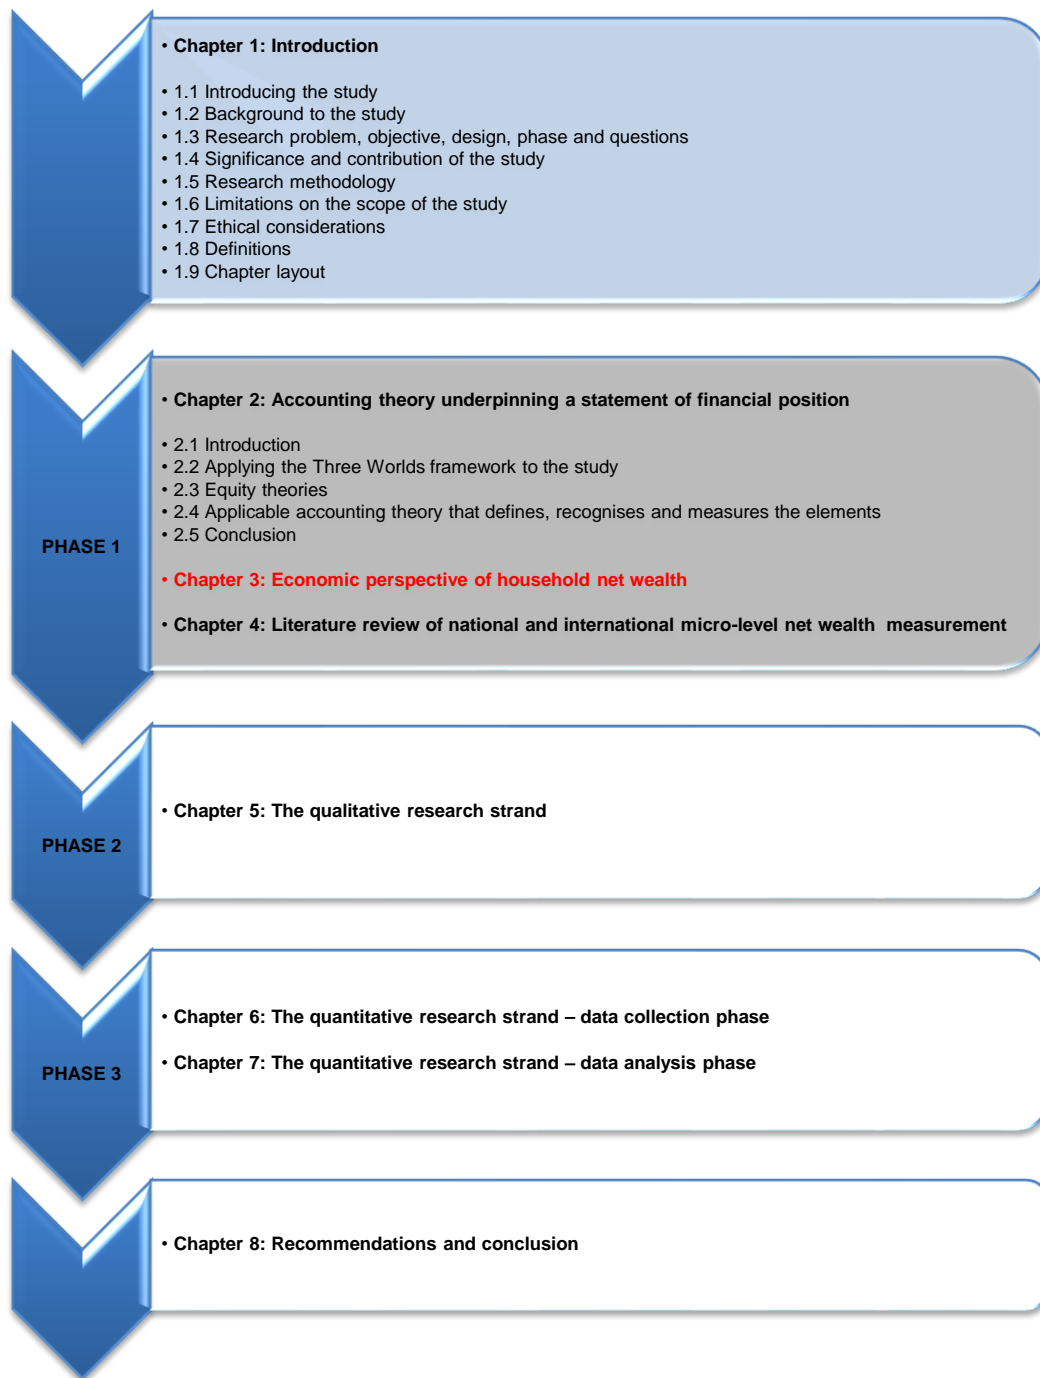 • Chapter 1: Introduction
• 1.1 Introducing the study
• 1.2 Background to the study
• 1.3 Research problem, objective, design, phase and questions
• 1.4 Significance and contribution of the study
• 1.5 Research methodology
• 1.6 Limitations on the scope of the study
• 1.7 Ethical considerations
• 1.8 Definitions
• 1.9 Chapter layout
PHASE 1
• Chapter 2: Accounting theory underpinning a statement of financial position
• 2.1 Introduction
• 2.2 Applying the Three Worlds framework to the study
• 2.3 Equity theories
• 2.4 Applicable accounting theory that defines, recognises and measures the elements
• 2.5 Conclusion
• Chapter 3: Economic perspective of household net wealth
• Chapter 4: Literature review of national and international micro-level net wealth measurement
PHASE 2
• Chapter 5: The qualitative research strand
PHASE 3
• Chapter 6: The quantitative research strand – data collection phase
• Chapter 7: The quantitative research strand – data analysis phase
• Chapter 8: Recommendations and conclusion